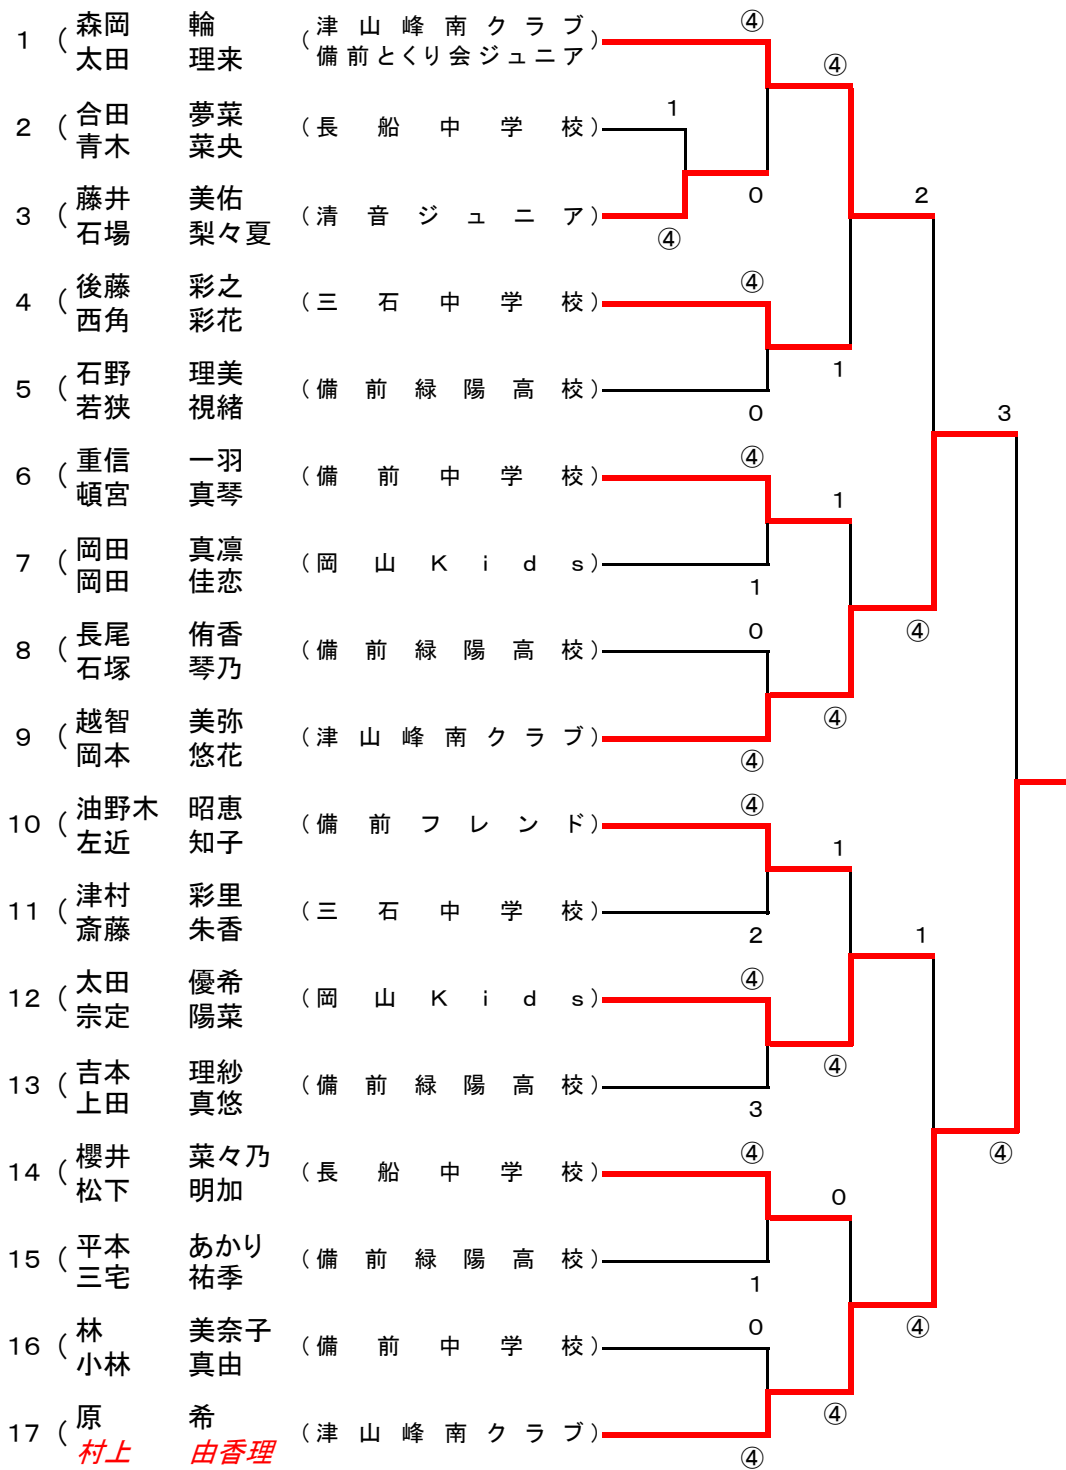 1 ( 森岡 輪 (津山峰南クラブ) ④
太田 理来 備前とくり会ジュニア
④
2 ( 合田 夢菜 (長船中学校) 1
青木 菜央
3 ( 藤井 美佑 (清音ジュニア) 0 2
石場 梨々夏 ④
4 ( 後藤 彩之 (三石中学校) ④
西角 彩花
1
5 ( 石野 理美 (備前緑陽高校) 0
若狭 視緒
3
6 ( 重信 一羽 (備前中学校) ④
頓宮 真琴 1
7 ( 岡田 真凛 (岡山Kids) 1
岡田 佳恋
8 ( 長尾 侑香 (備前緑陽高校) 0 ④
石塚 琴乃
9 ( 越智 美弥 (津山峰南クラブ) ④
岡本 悠花 ④
10 ( 油野木 昭恵 (備前フレンド) ④
左近 知子 1
11 ( 津村 彩里 (三石中学校) 2 1
斎藤 朱香
12 ( 太田 優希 (岡山Kids) ④
宗定 陽菜
④
13 ( 吉本 理紗 (備前緑陽高校) 3
上田 真悠
14 ( 櫻井 菜々乃 (長船中学校) ④ ④
松下 明加 0
15 ( 平本 あかり (備前緑陽高校) 1
三宅 祐季
16 ( 林 美奈子 (備前中学校) 0 ④
小林 真由
17 ( 原 希 (津山峰南クラブ) ④
村上 由香理 ④